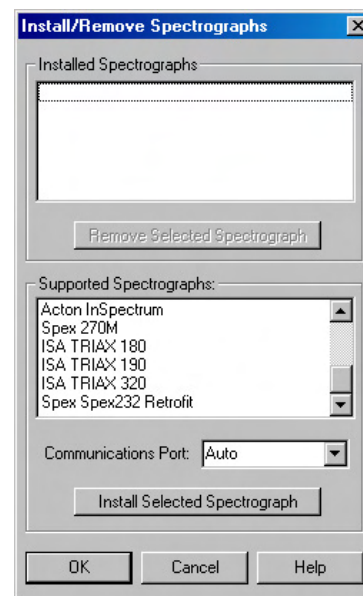 Install/Remove Spectrographs
Installed Spectrographs
Remove Selected Spectrograph
Supported Spectrographs:
Acton InSpectrum
Spex 270M
ISA TRIAX 180
ISA TRIAX 190
ISA TRIAX 320
Spex Spex232 Retrofit
Communications Port: Auto
Install Selected Spectrograph
OK Cancel Help